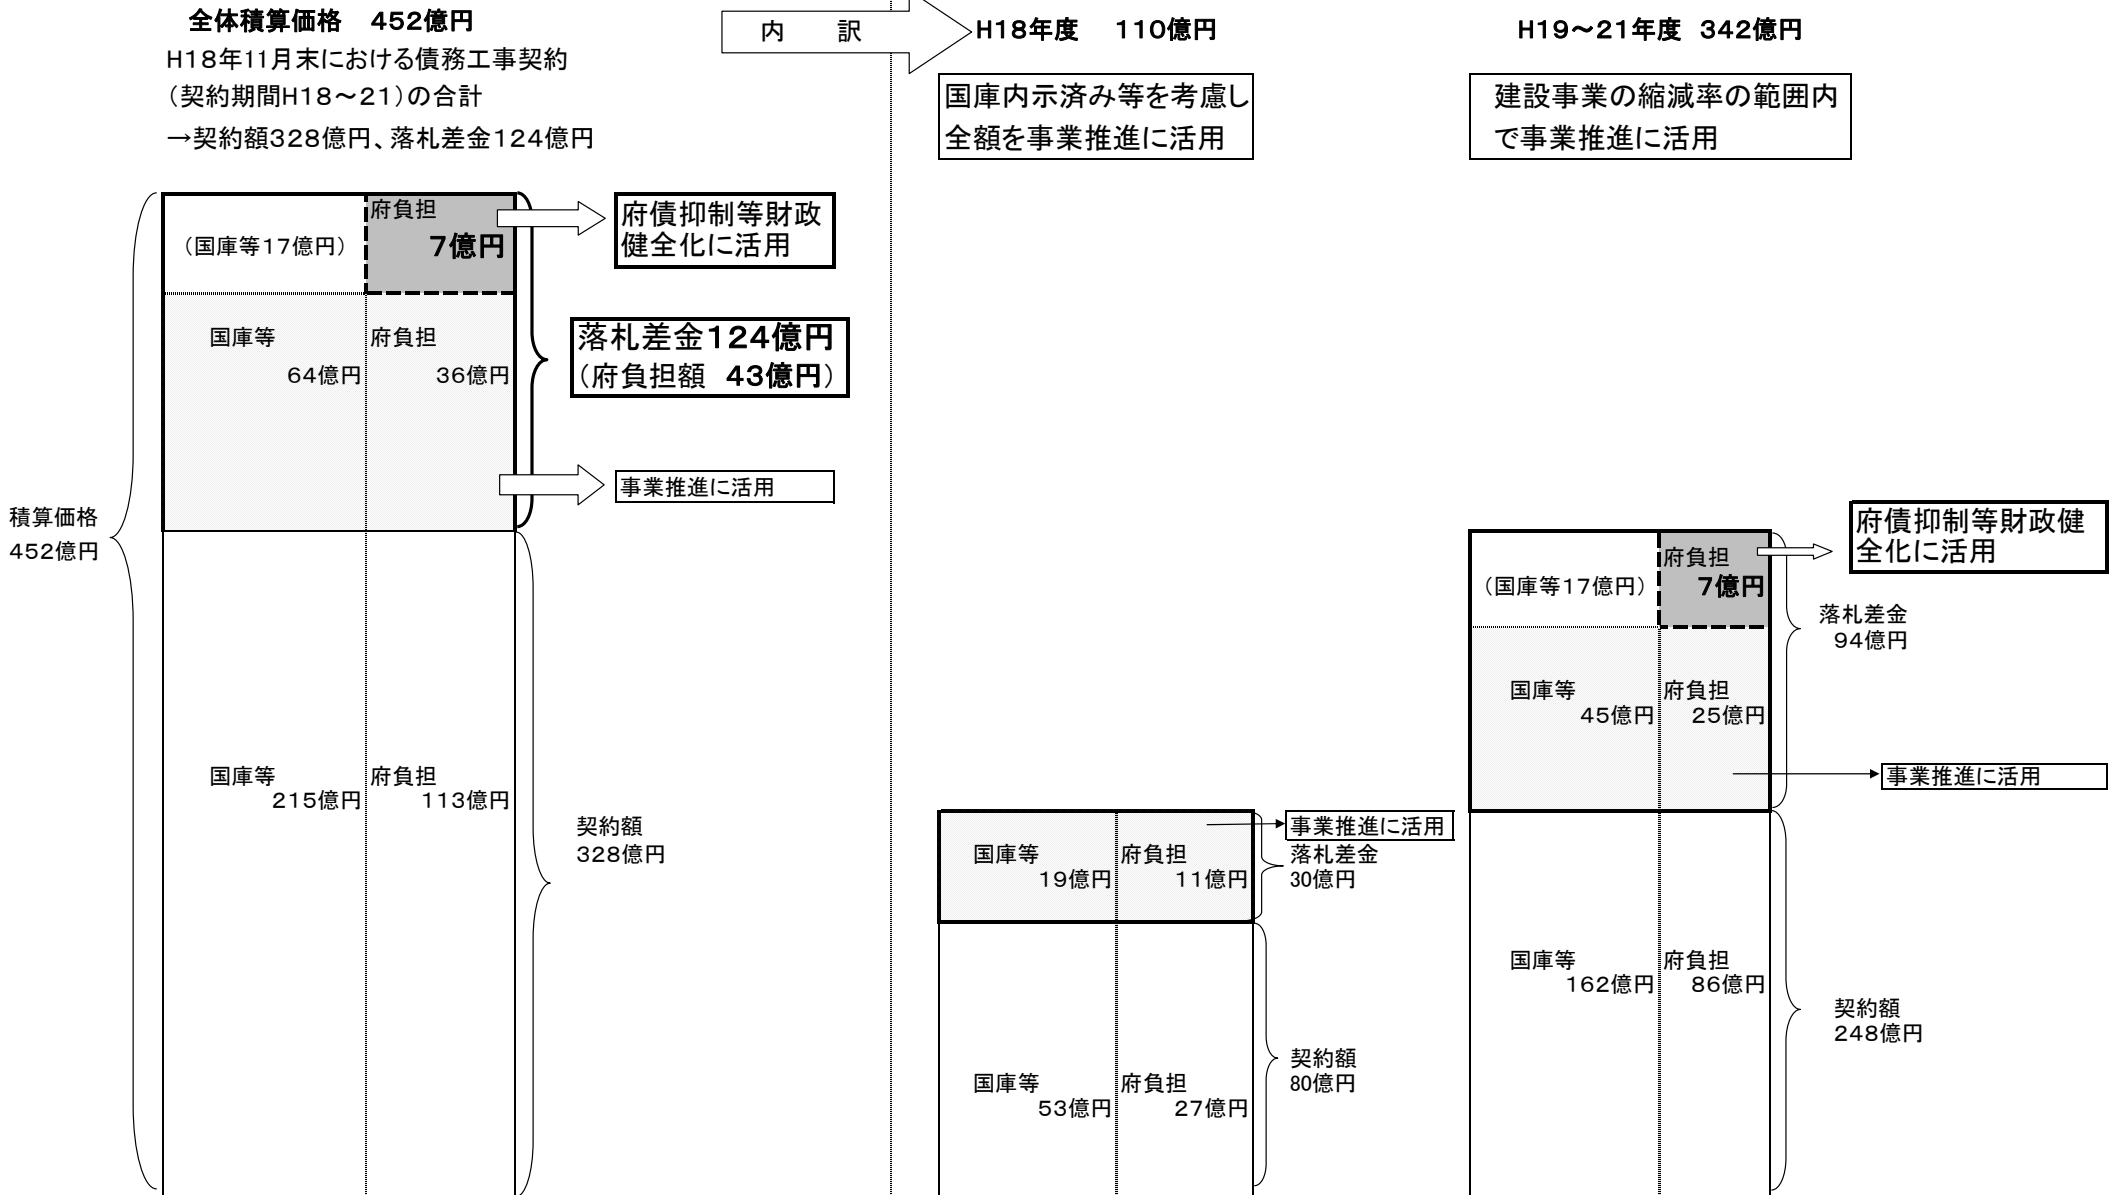 全体積算価格　452億円
H18年11月末における債務工事契約
（契約期間H18～21）の合計
→契約額328億円、落札差金124億円
内　　訳
H18年度　110億円
国庫内示済み等を考慮し
全額を事業推進に活用
H19～21年度　342億円
建設事業の縮減率の範囲内
で事業推進に活用
積算価格
452億円
（国庫等17億円）
府負担
7億円
府債抑制等財政
健全化に活用
国庫等
64億円
府負担
36億円
落札差金124億円
（府負担額　43億円）
事業推進に活用
国庫等
215億円
府負担
113億円
契約額
328億円
国庫等
19億円
府負担
11億円
事業推進に活用
落札差金
30億円
国庫等
53億円
府負担
27億円
契約額
80億円
（国庫等17億円）
府負担
7億円
府債抑制等財政健
全化に活用
落札差金
94億円
国庫等
45億円
府負担
25億円
事業推進に活用
国庫等
162億円
府負担
86億円
契約額
248億円